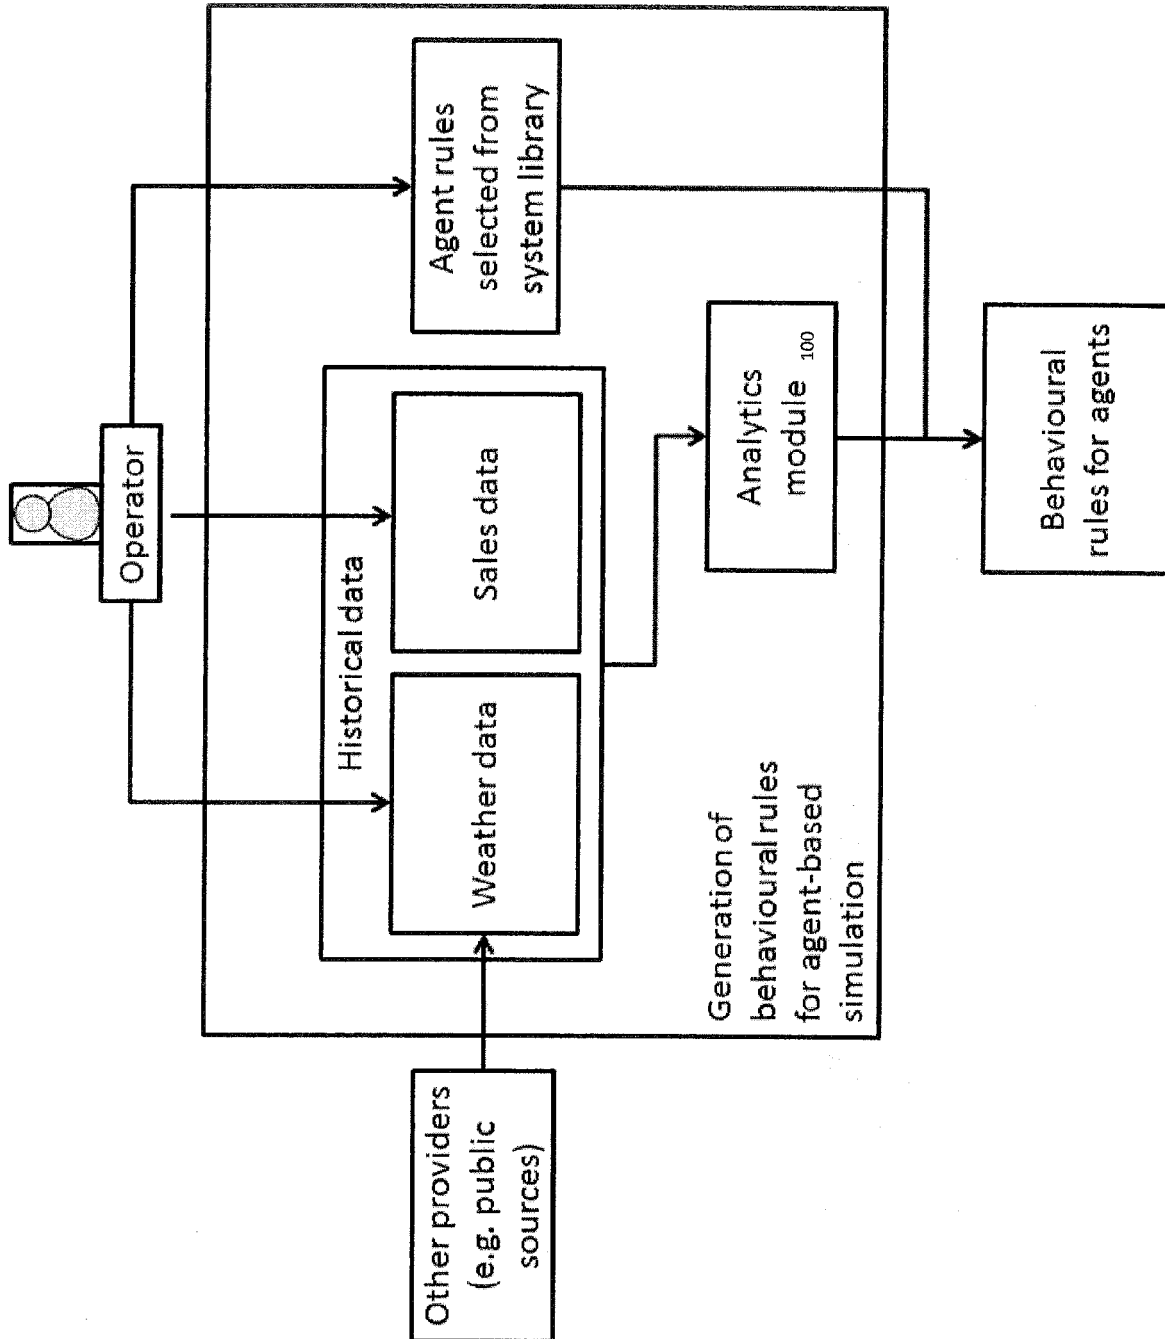 Operator
Other providers
(e.g. public
sources)
Historical data
Weather data
Sales data
Agent rules
selected from
system library
Analytics
module 100
Generation of
behavioural rules
for agent-based
simulation
Behavioural
rules for agents